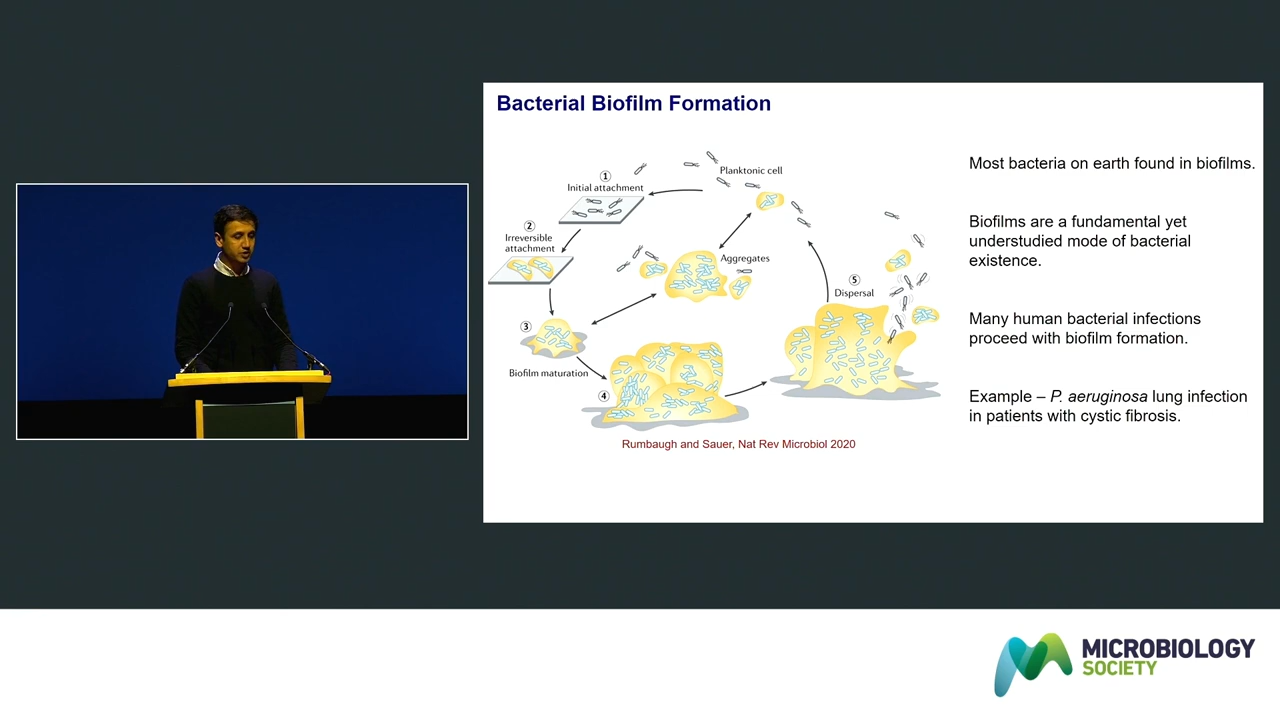 Bacterial Biofilm Formation
Planktonic cell
①
Initial attachment
②
Irreversible
attachment
Aggregates
⑤
Dispersal
③
Biofilm maturation
④
Rumbaugh and Sauer, Nat Rev Microbiol 2020
Most bacteria on earth found in biofilms.
Biofilms are a fundamental yet
understudied mode of bacterial
existence.
Many human bacterial infections
proceed with biofilm formation.
Example – P. aeruginosa lung infection
in patients with cystic fibrosis.
MICROBIOLOGY
SOCIETY